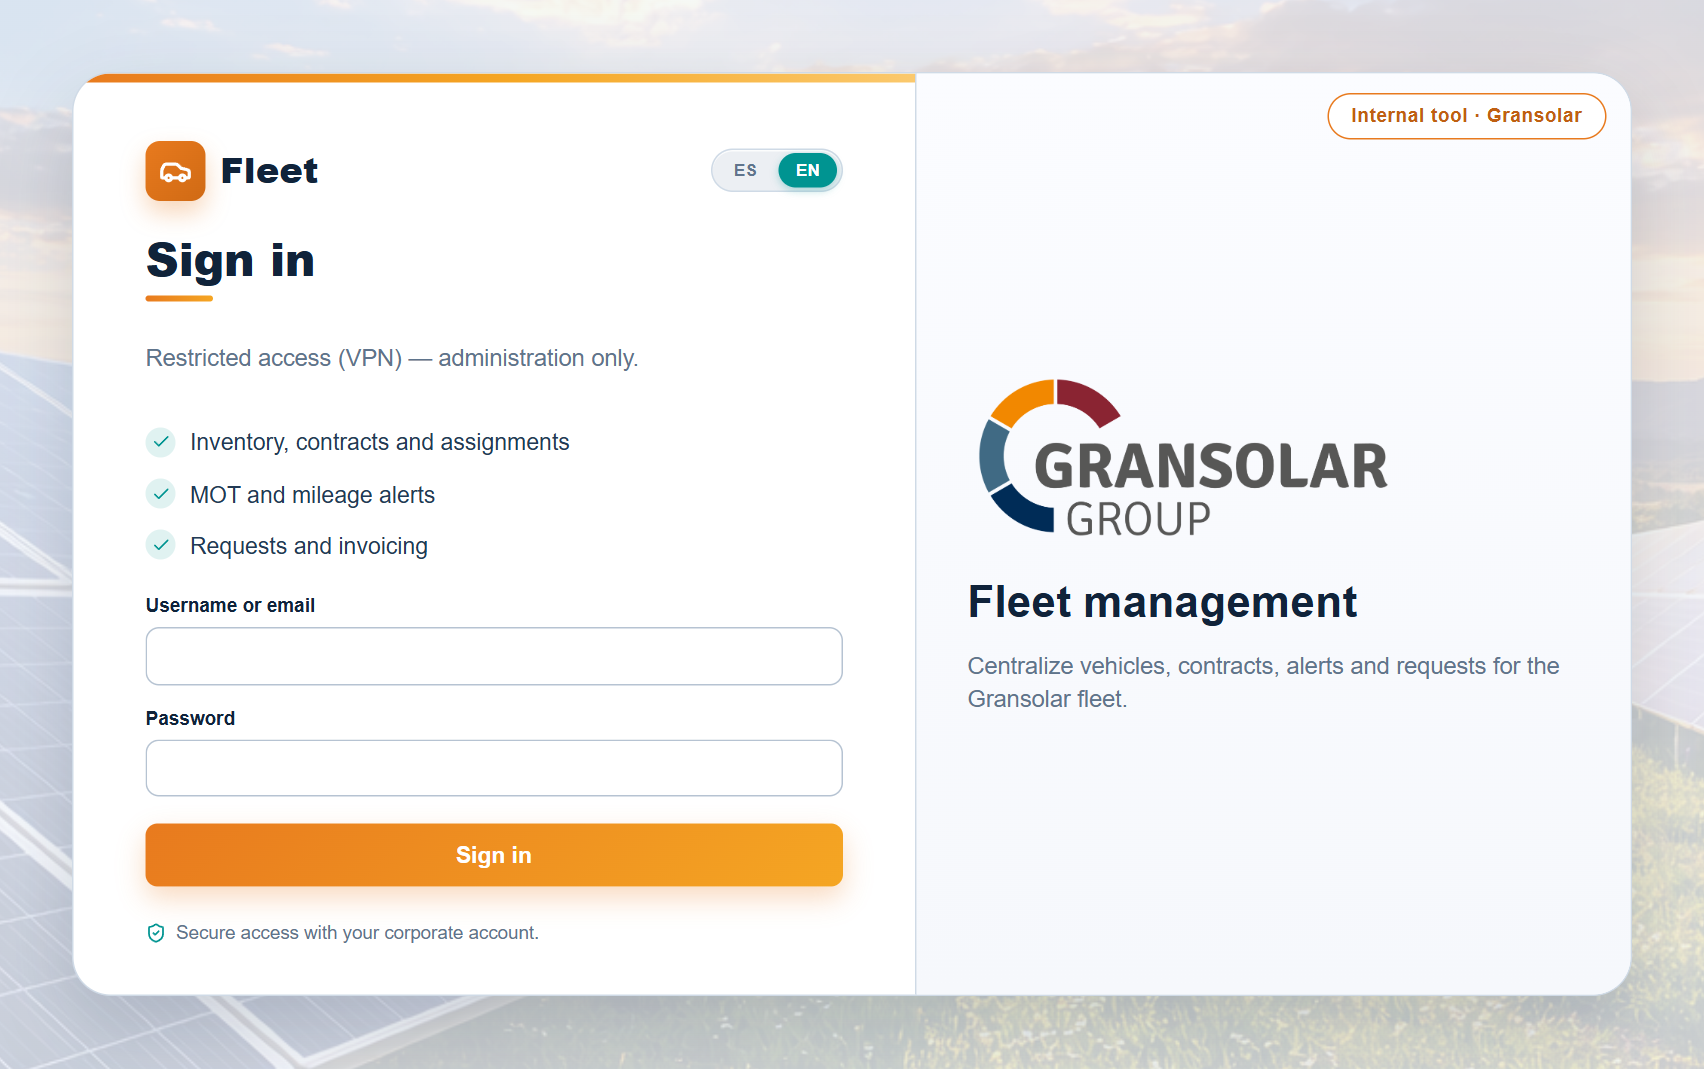 Fleet
ES
EN
Sign in
Restricted access (VPN) — administration only.
Inventory, contracts and assignments
MOT and mileage alerts
Requests and invoicing
Username or email
Password
Sign in
Secure access with your corporate account.
Internal tool · Gransolar
GRANSOLAR
GROUP
Fleet management
Centralize vehicles, contracts, alerts and requests for the
Gransolar fleet.